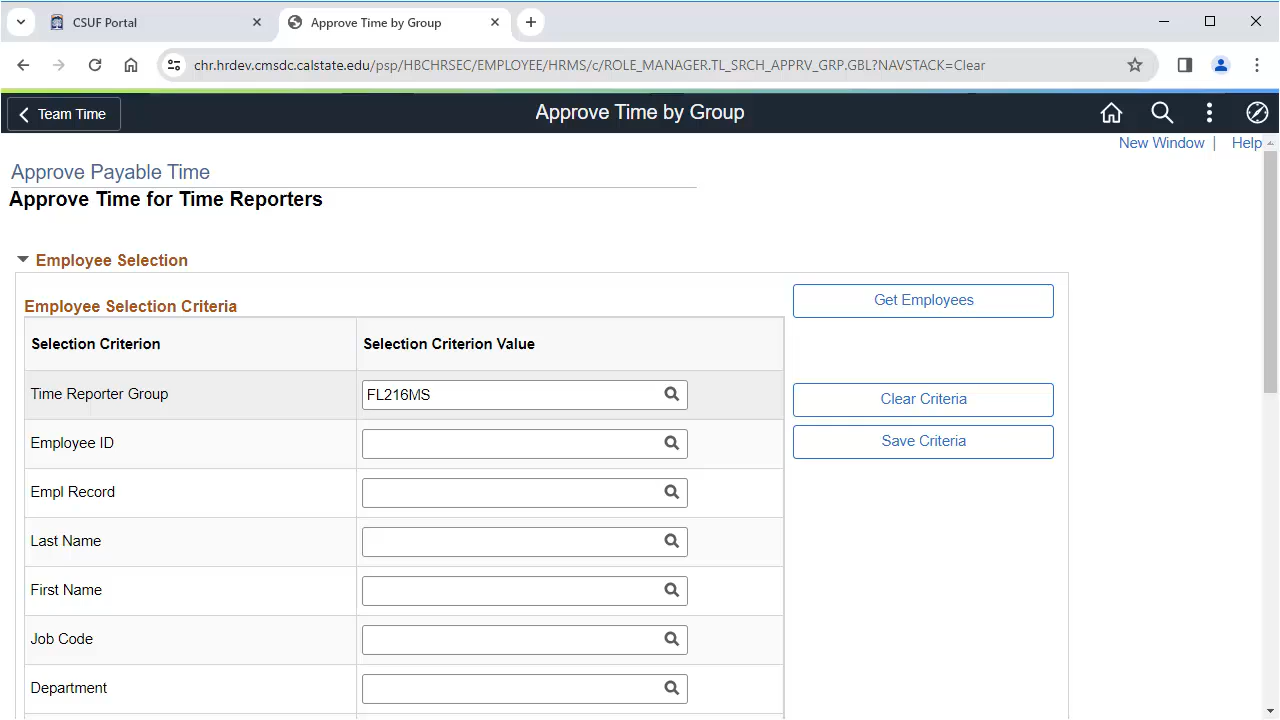 CSUF Portal
Approve Time by Group
chr.hrdev.cmsdc.calstate.edu/psp/HBCHRSEC/EMPLOYEE/HRMS/c/ROLE_MANAGER.TL_SRCH_APPRV_GRP.GBL?NAVSTACK=Clear
Team Time
Approve Time by Group
New Window | Help
Approve Payable Time
Approve Time for Time Reporters
Employee Selection
Employee Selection Criteria
Get Employees
Selection Criterion
Selection Criterion Value
Time Reporter Group
FL216MS
Clear Criteria
Employee ID
Save Criteria
Empl Record
Last Name
First Name
Job Code
Department